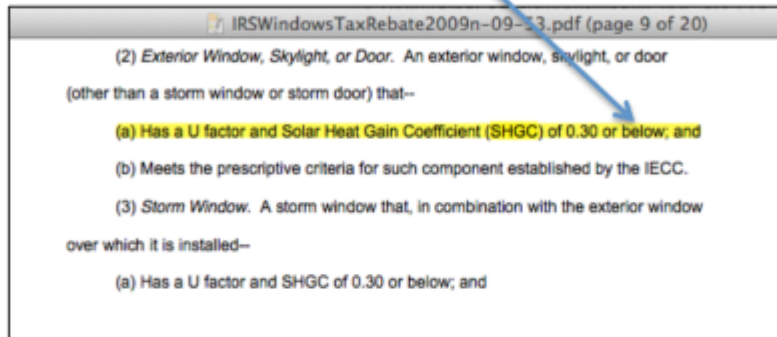 IRSWindowsTaxRebate2009n-09-53.pdf (page 9 of 20)
(2) Exterior Window, Skylight, or Door. An exterior window, skylight, or door
(other than a storm window or storm door) that--
(a) Has a U factor and Solar Heat Gain Coefficient (SHGC) of 0.30 or below; and
(b) Meets the prescriptive criteria for such component established by the IECC.
(3) Storm Window. A storm window that, in combination with the exterior window
over which it is installed--
(a) Has a U factor and SHGC of 0.30 or below; and